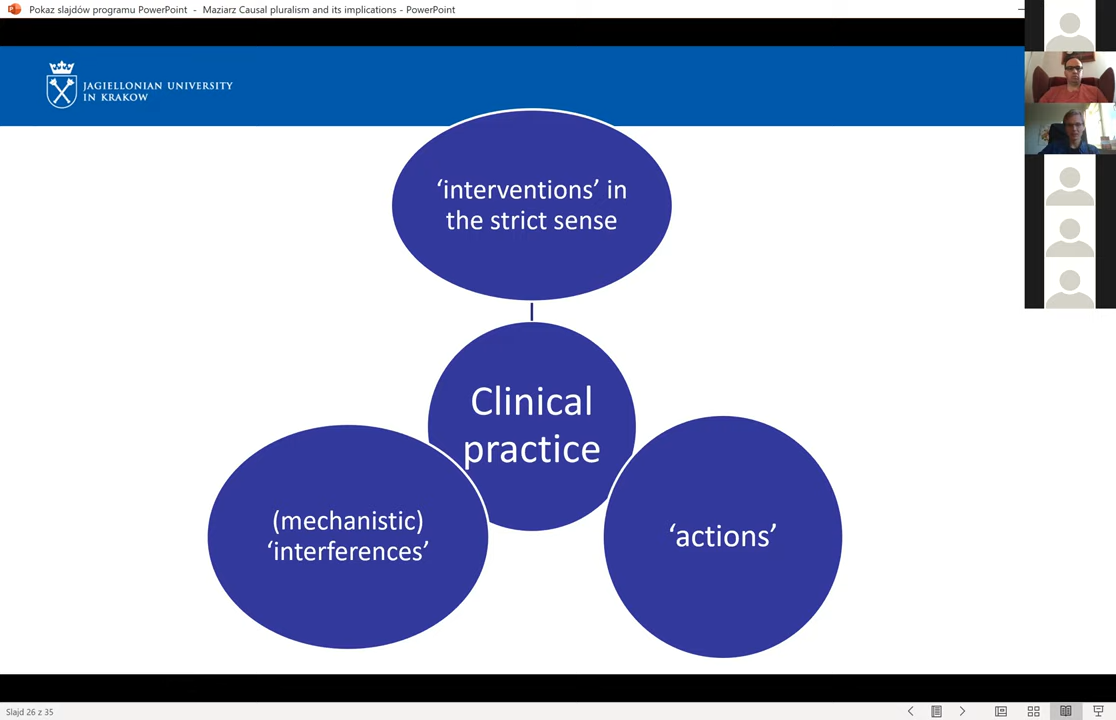 Pokaz slajdów programu PowerPoint - Maziarz Causal pluralism and its implications - PowerPoint
JAGIELLONIAN UNIVERSITY
IN KRAKOW
‘interventions’ in
the strict sense
Clinical
practice
(mechanistic)
‘interferences’
‘actions’
Slajd 26 z 35